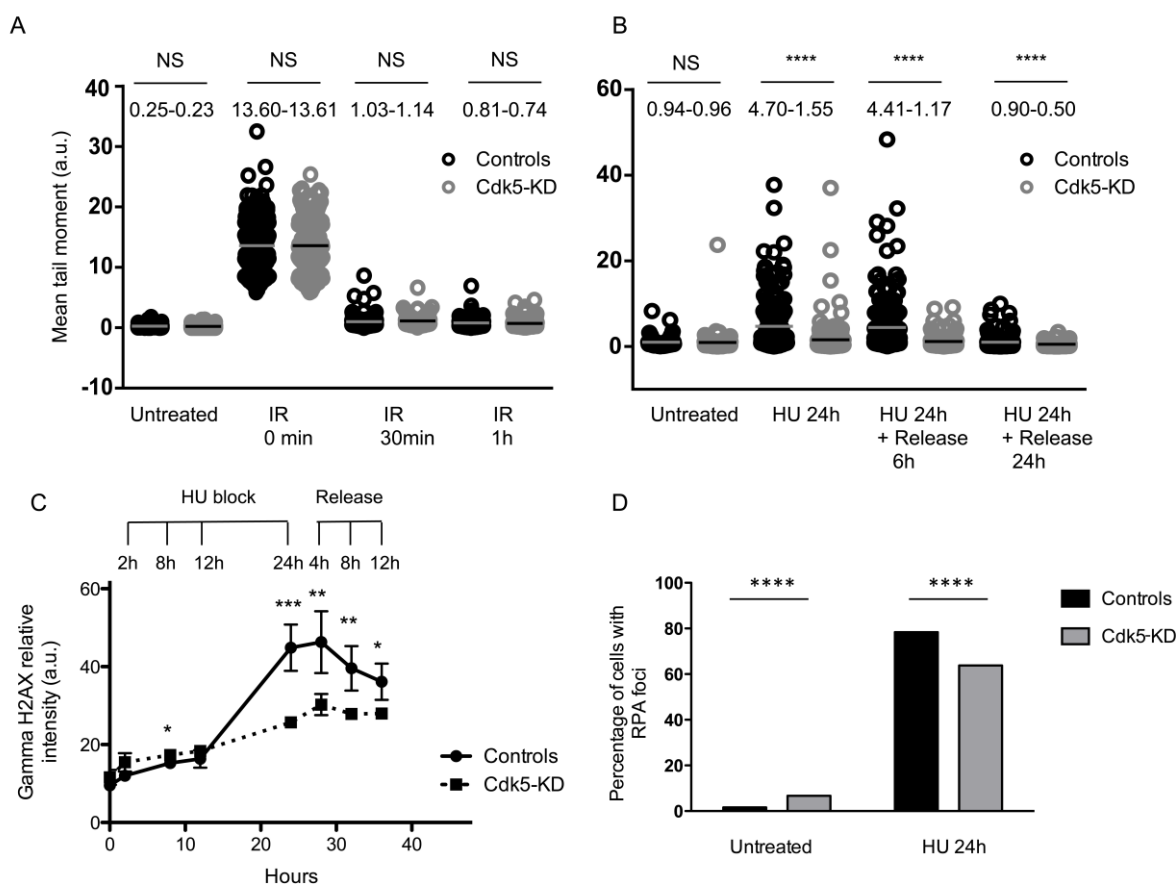 A
NS NS NS NS
0.25-0.23 13.60-13.61 1.03-1.14 0.81-0.74
Controls
Cdk5-KD
Mean tail moment (a.u.)
40
30
20
10
0
-10
Untreated IR IR IR
0 min 30min 1h
B
NS **** **** ****
0.94-0.96 4.70-1.55 4.41-1.17 0.90-0.50
Controls
Cdk5-KD
60
40
20
0
Untreated HU 24h HU 24h HU 24h
+ Release + Release
6h 24h
C
HU block Release
2h 8h 12h 24h 4h 8h 12h
Gamma H2AX relative
intensity (a.u.)
60
40
20
0
* *** ** ** *
Controls
Cdk5-KD
0 10 20 30 40
Hours
D
Percentage of cells with
RPA foci
100
80
60
40
20
0
**** ****
Controls
Cdk5-KD
Untreated HU 24h